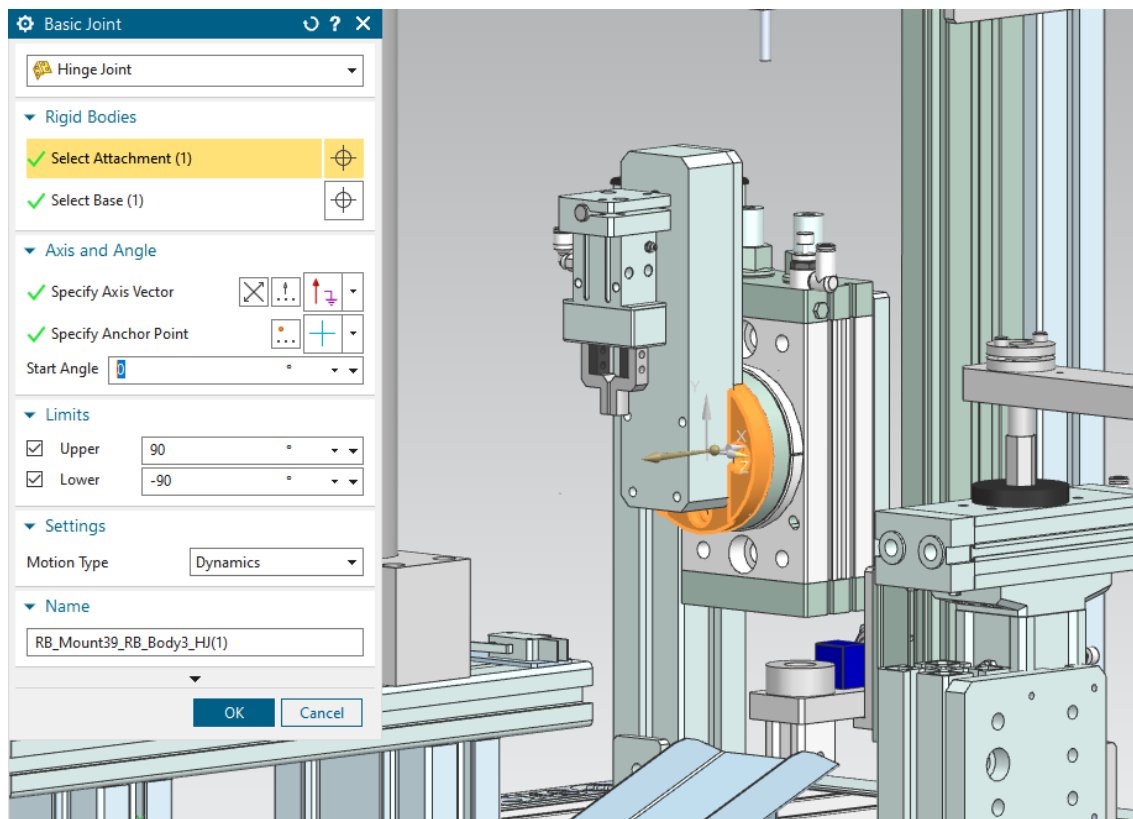 Basic Joint
Hinge Joint
Rigid Bodies
Select Attachment (1)
Select Base (1)
Axis and Angle
Specify Axis Vector
Specify Anchor Point
Start Angle 0 °
Limits
Upper 90 °
Lower -90 °
Settings
Motion Type Dynamics
Name
RB_Mount39_RB_Body3_HJ(1)
OK Cancel
Y
X
Z